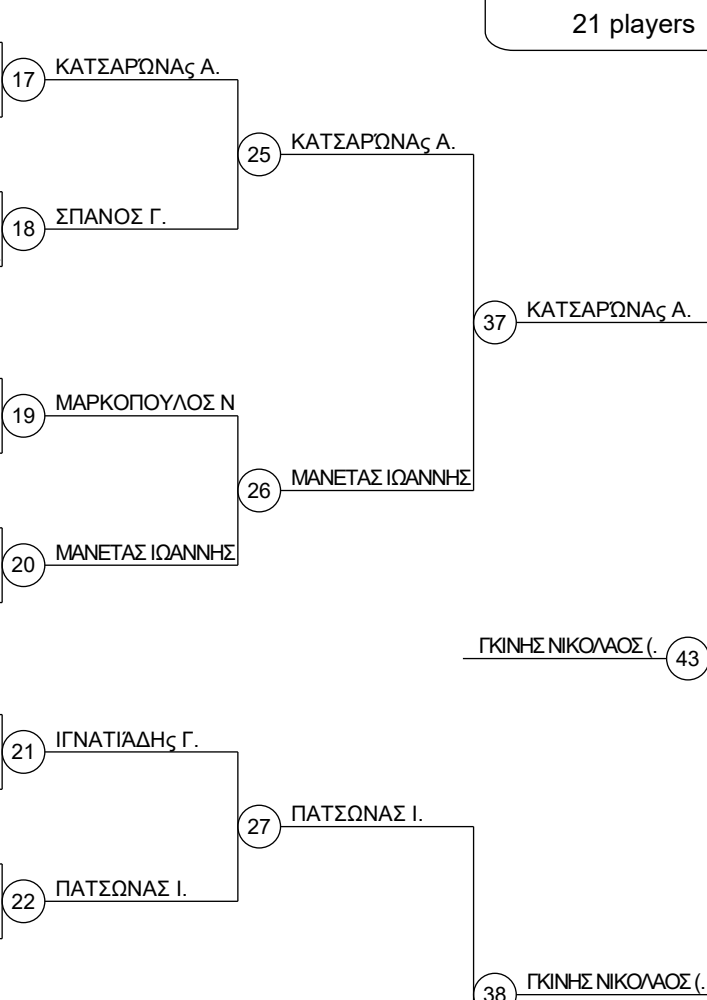 21 players
17 ΚΑΤΣΑΡΏΝΑς Α.
25 ΚΑΤΣΑΡΏΝΑς Α.
18 ΣΠΑΝΟΣ Γ.
37 ΚΑΤΣΑΡΏΝΑς Α.
19 ΜΑΡΚΟΠΟΥΛΟΣ Ν
26 ΜΑΝΕΤΑΣ ΙΩΑΝΝΗΣ
20 ΜΑΝΕΤΑΣ ΙΩΑΝΝΗΣ
ΓΚΙΝΗΣ ΝΙΚΟΛΑΟΣ (. 43
21 ΙΓΝΑΤΙΆΔΗς Γ.
27 ΠΑΤΣΩΝΑΣ Ι.
22 ΠΑΤΣΩΝΑΣ Ι.
38 ΓΚΙΝΗΣ ΝΙΚΟΛΑΟΣ (.